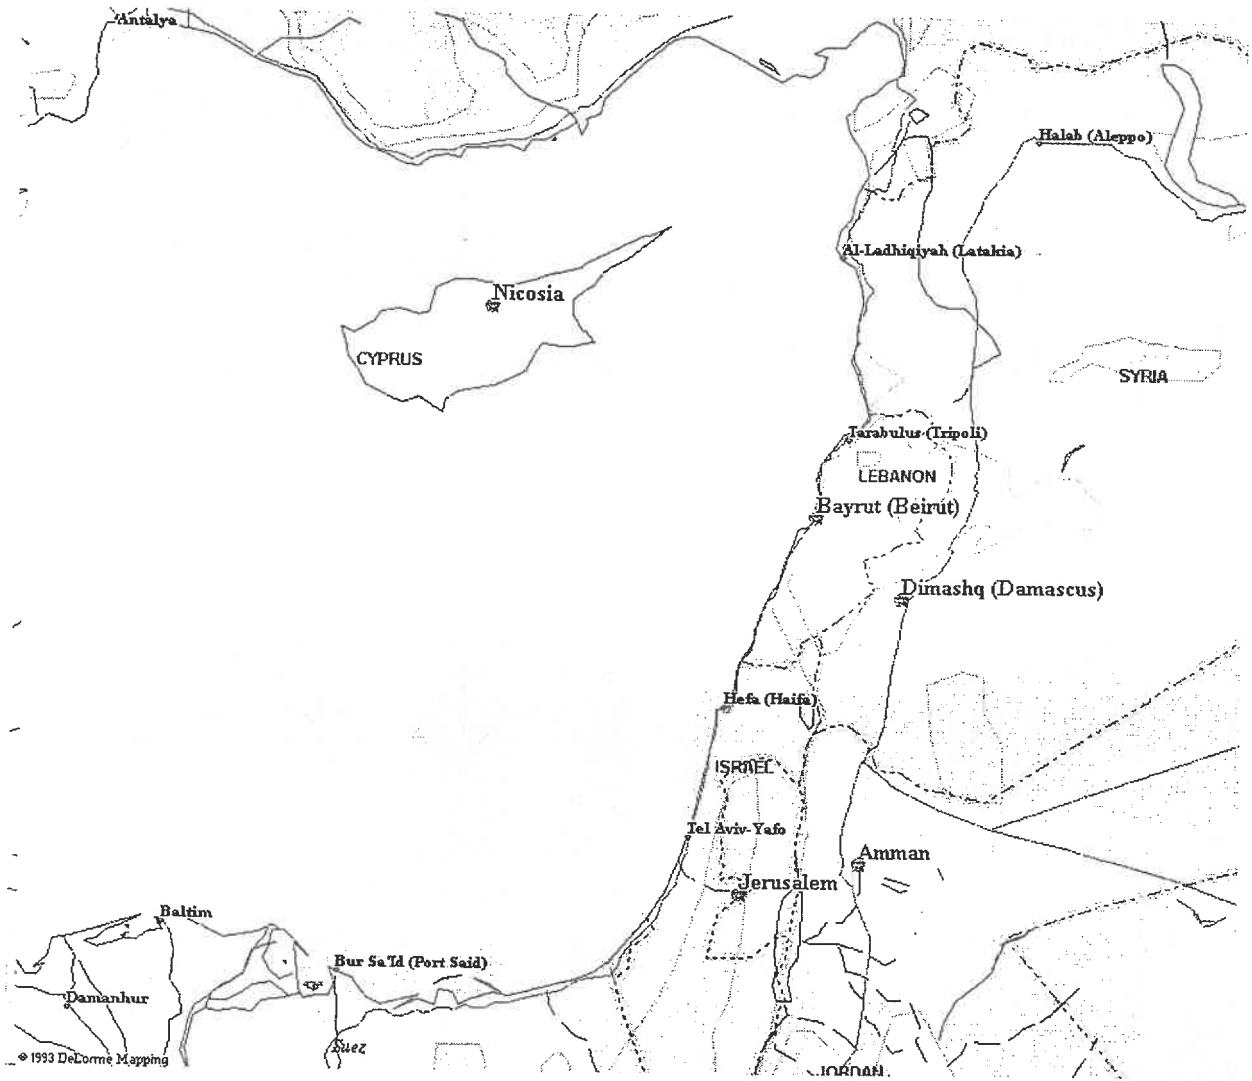 Antalya
Halab (Aleppo)
Al-Ladhiqiyah (Latakia)
Nicosia
CYPRUS
SYRIA
Tarabulus (Tripoli)
LEBANON
Bayrut (Beirut)
Dimashq (Damascus)
Hefa (Haifa)
ISRAEL
Tel Aviv-Yafo
Amman
Jerusalem
Baltim
Bur Sa'Id (Port Said)
Damanhur
Suez
© 1993 DeLorme Mapping
JORDAN